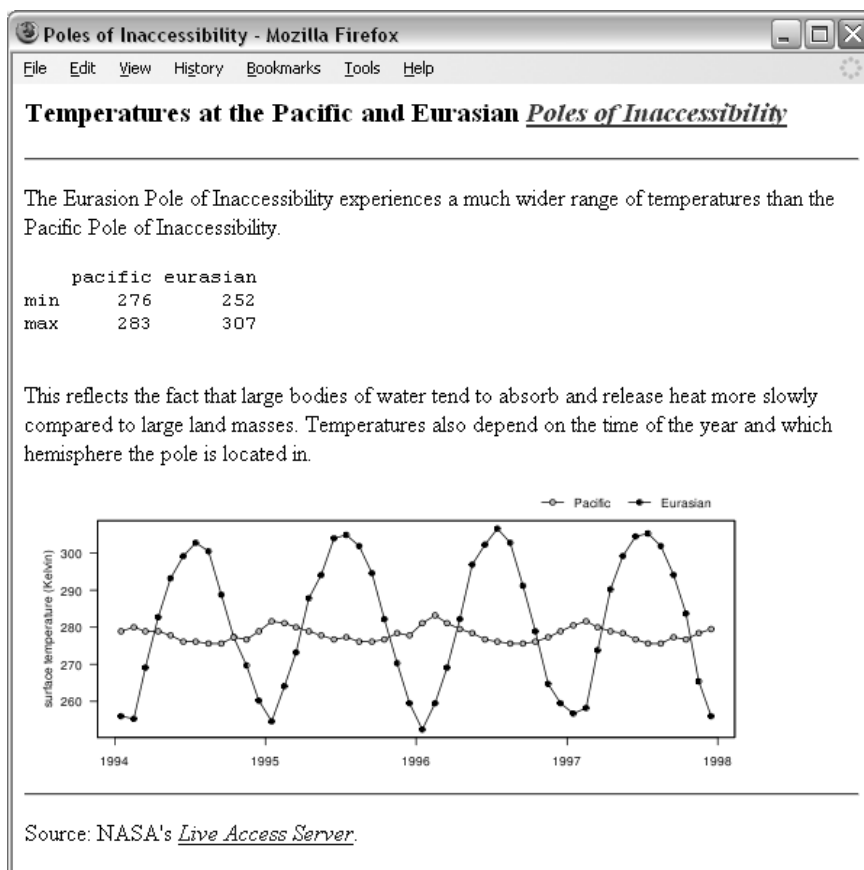 Poles of Inaccessibility - Mozilla Firefox
File Edit View History Bookmarks Tools Help
Temperatures at the Pacific and Eurasian Poles of Inaccessibility
The Eurasion Pole of Inaccessibility experiences a much wider range of temperatures than the
Pacific Pole of Inaccessibility.
pacific eurasian
min 276 252
max 283 307
This reflects the fact that large bodies of water tend to absorb and release heat more slowly
compared to large land masses. Temperatures also depend on the time of the year and which
hemisphere the pole is located in.
Pacific Eurasian
surface temperature (Kelvin)
300
290
280
270
260
1994 1995 1996 1997 1998
Source: NASA's Live Access Server.